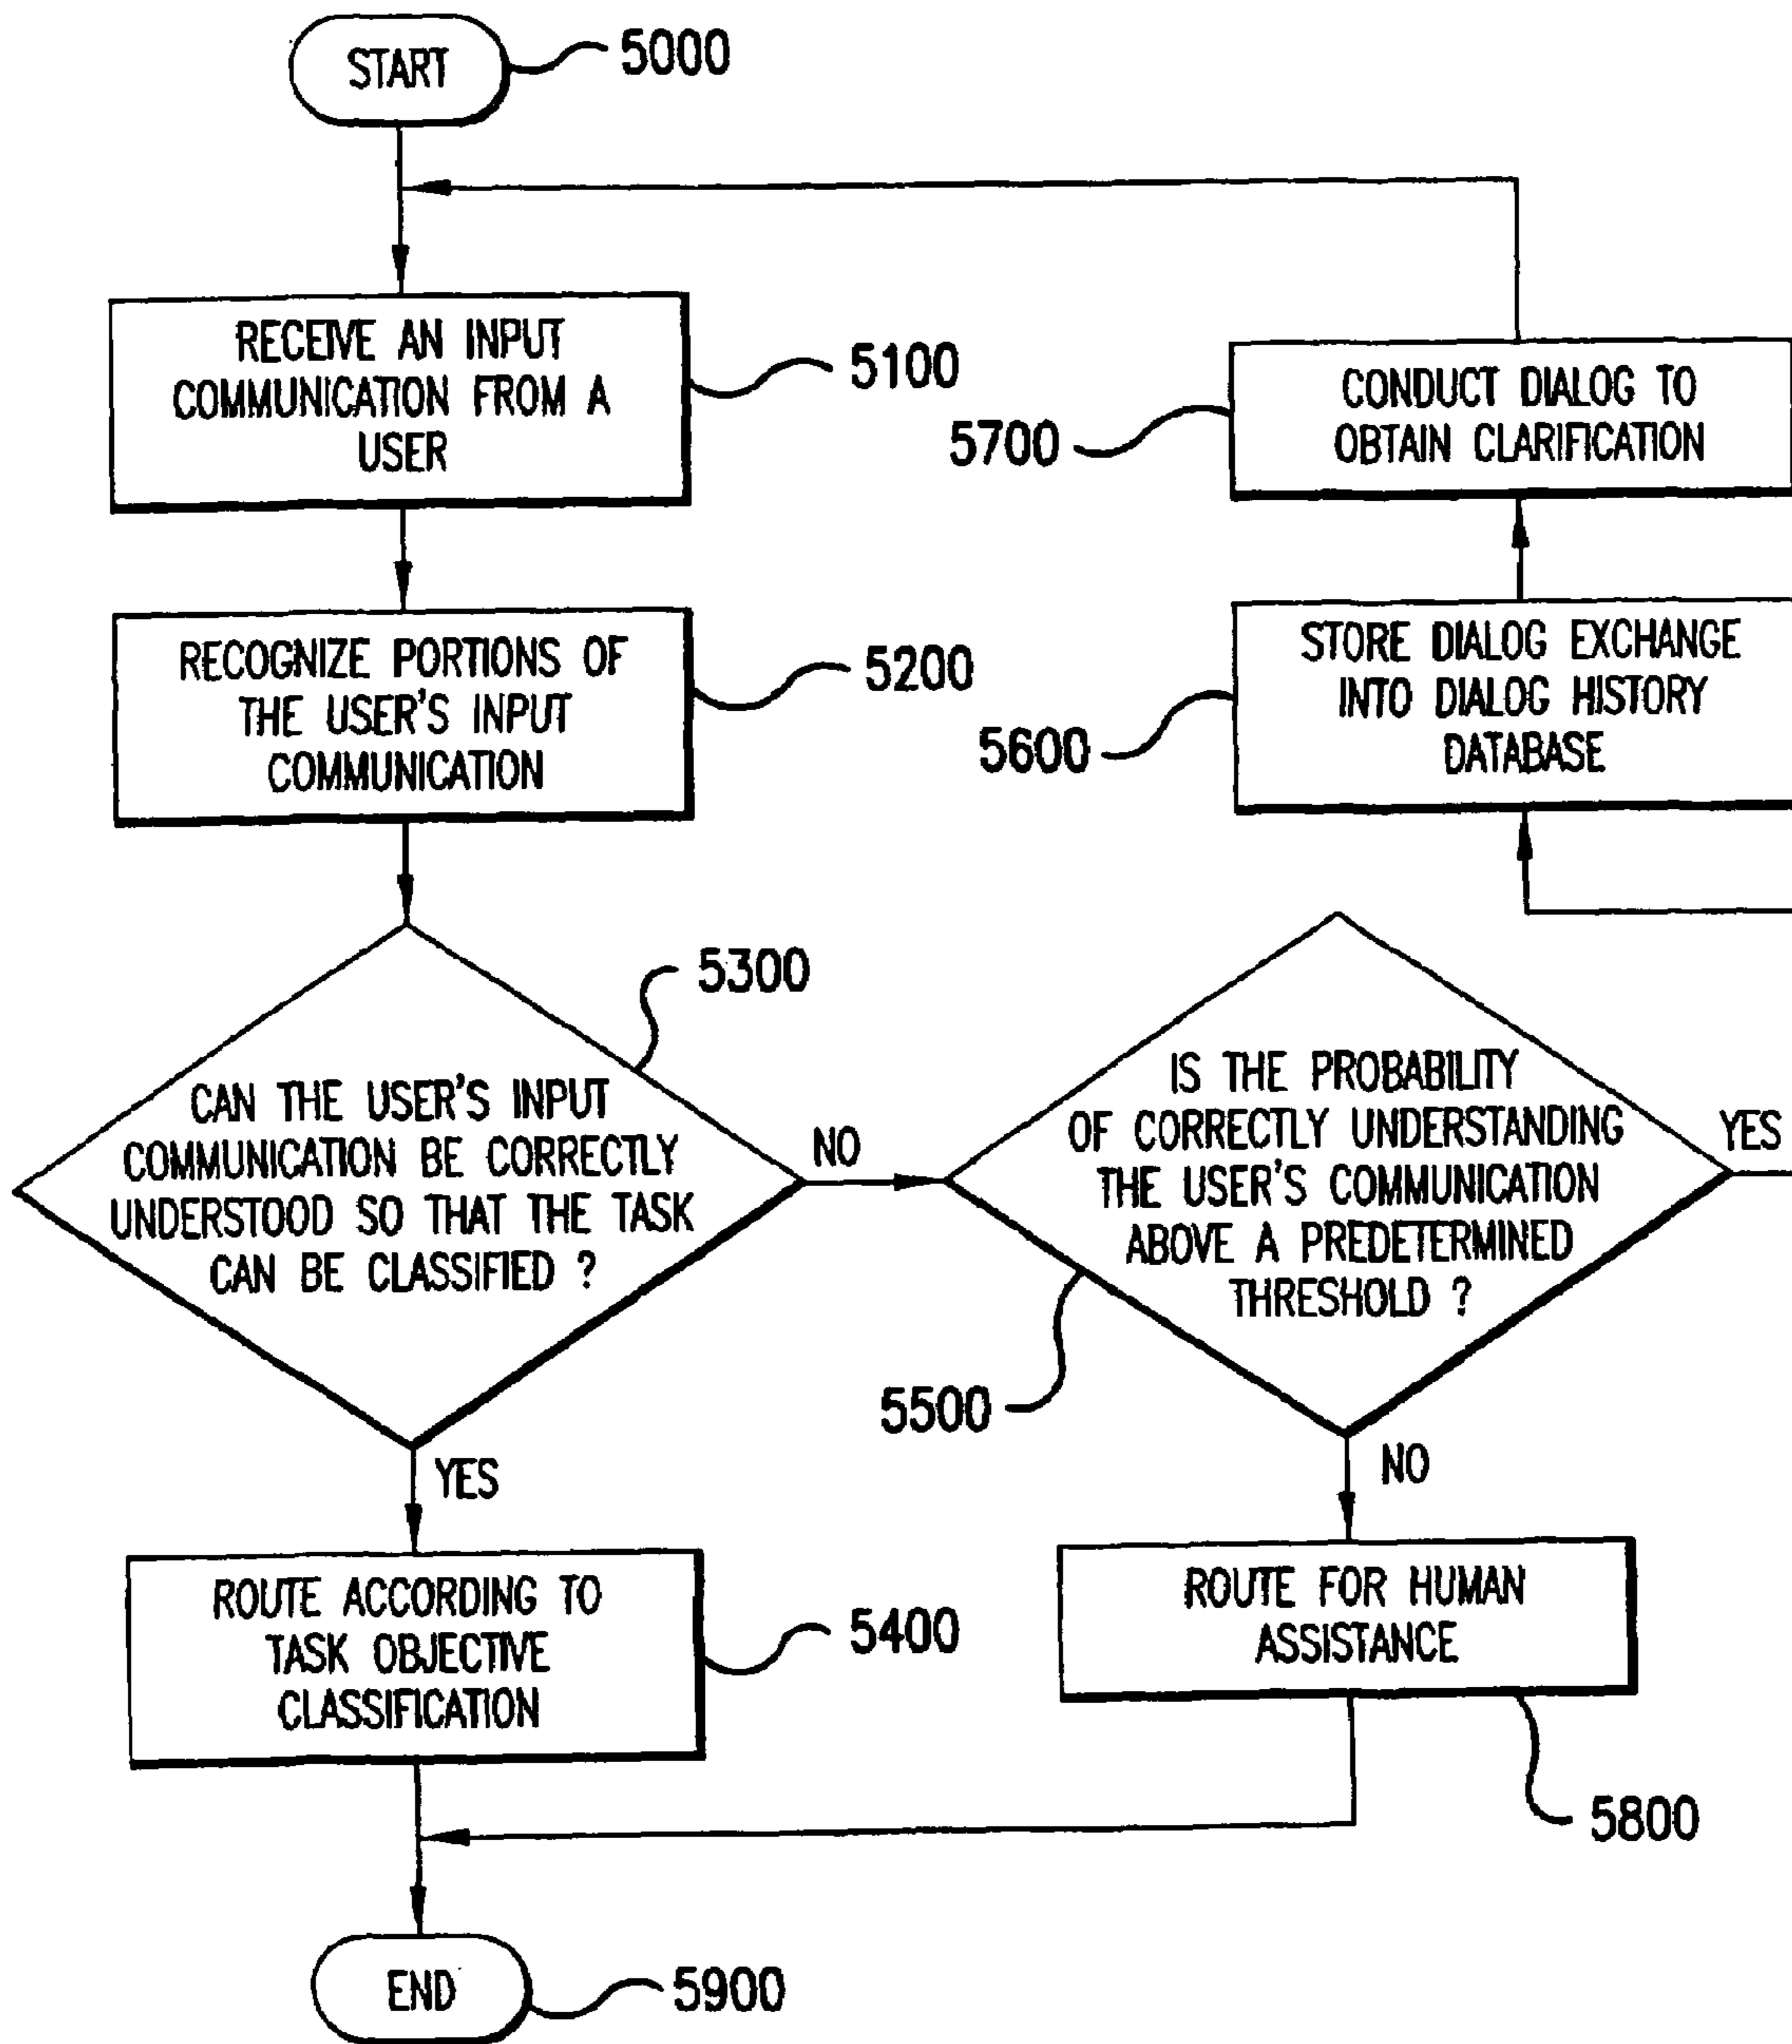 START
5000
RECEIVE AN INPUT
COMMUNICATION FROM A
USER
5100
RECOGNIZE PORTIONS OF
THE USER'S INPUT
COMMUNICATION
5200
CAN THE USER'S INPUT
COMMUNICATION BE CORRECTLY
UNDERSTOOD SO THAT THE TASK
CAN BE CLASSIFIED ?
5300
NO
YES
ROUTE ACCORDING TO
TASK OBJECTIVE
CLASSIFICATION
5400
END
5900
CONDUCT DIALOG TO
OBTAIN CLARIFICATION
5700
STORE DIALOG EXCHANGE
INTO DIALOG HISTORY
DATABASE
5600
IS THE PROBABILITY
OF CORRECTLY UNDERSTANDING
THE USER'S COMMUNICATION
ABOVE A PREDETERMINED
THRESHOLD ?
YES
5500
NO
ROUTE FOR HUMAN
ASSISTANCE
5800